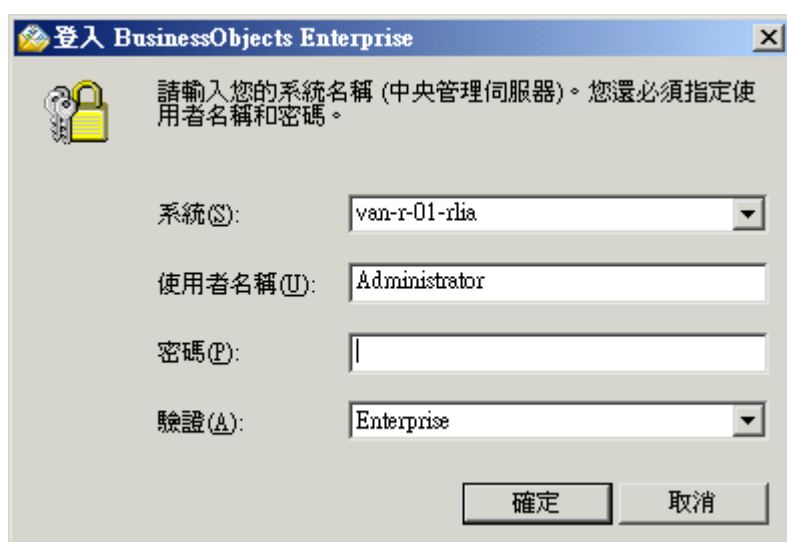 登入 BusinessObjects Enterprise
請輸入您的系統名稱 (中央管理伺服器)。您還必須指定使
用者名稱和密碼。
系統(S): van-r-01-rlia
使用者名稱(U): Administrator
密碼(P):
驗證(A): Enterprise
確定 取消